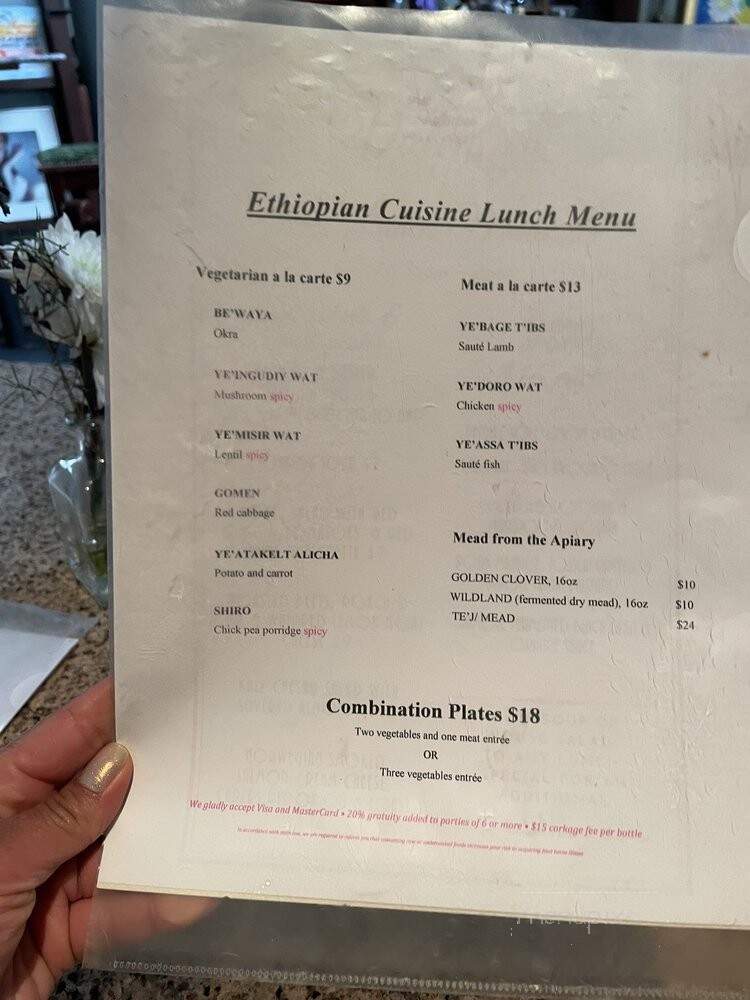 Ethiopian Cuisine Lunch Menu
Vegetarian a la carte $9
BE'WAYA
Okra
YE'INGUDIY WAT
Mushroom spicy
YE'MISIR WAT
Lentil spicy
GOMEN
Red cabbage
YE'ATAKELT ALICHA
Potato and carrot
SHIRO
Chick pea porridge spicy
Meat a la carte $13
YE'BAGE T'IBS
Sauté Lamb
YE'DORO WAT
Chicken spicy
YE'ASSA T'IBS
Sauté fish
Mead from the Apiary
GOLDEN CLOVER, 16oz $10
WILDLAND (fermented dry mead), 16oz $10
TE'J/ MEAD $24
Combination Plates $18
Two vegetables and one meat entrée
OR
Three vegetables entrée
We gladly accept Visa and MasterCard • 20% gratuity added to parties of 6 or more • $15 corkage fee per bottle